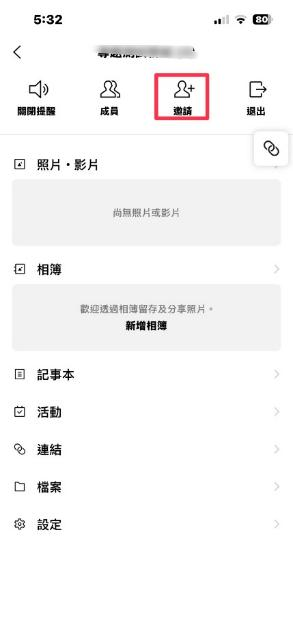 5:32
80
關閉提醒
成員
邀請
退出
照片・影片
尚無照片或影片
相簿
歡迎透過相簿留存及分享照片。
新增相簿
記事本
活動
連結
檔案
設定